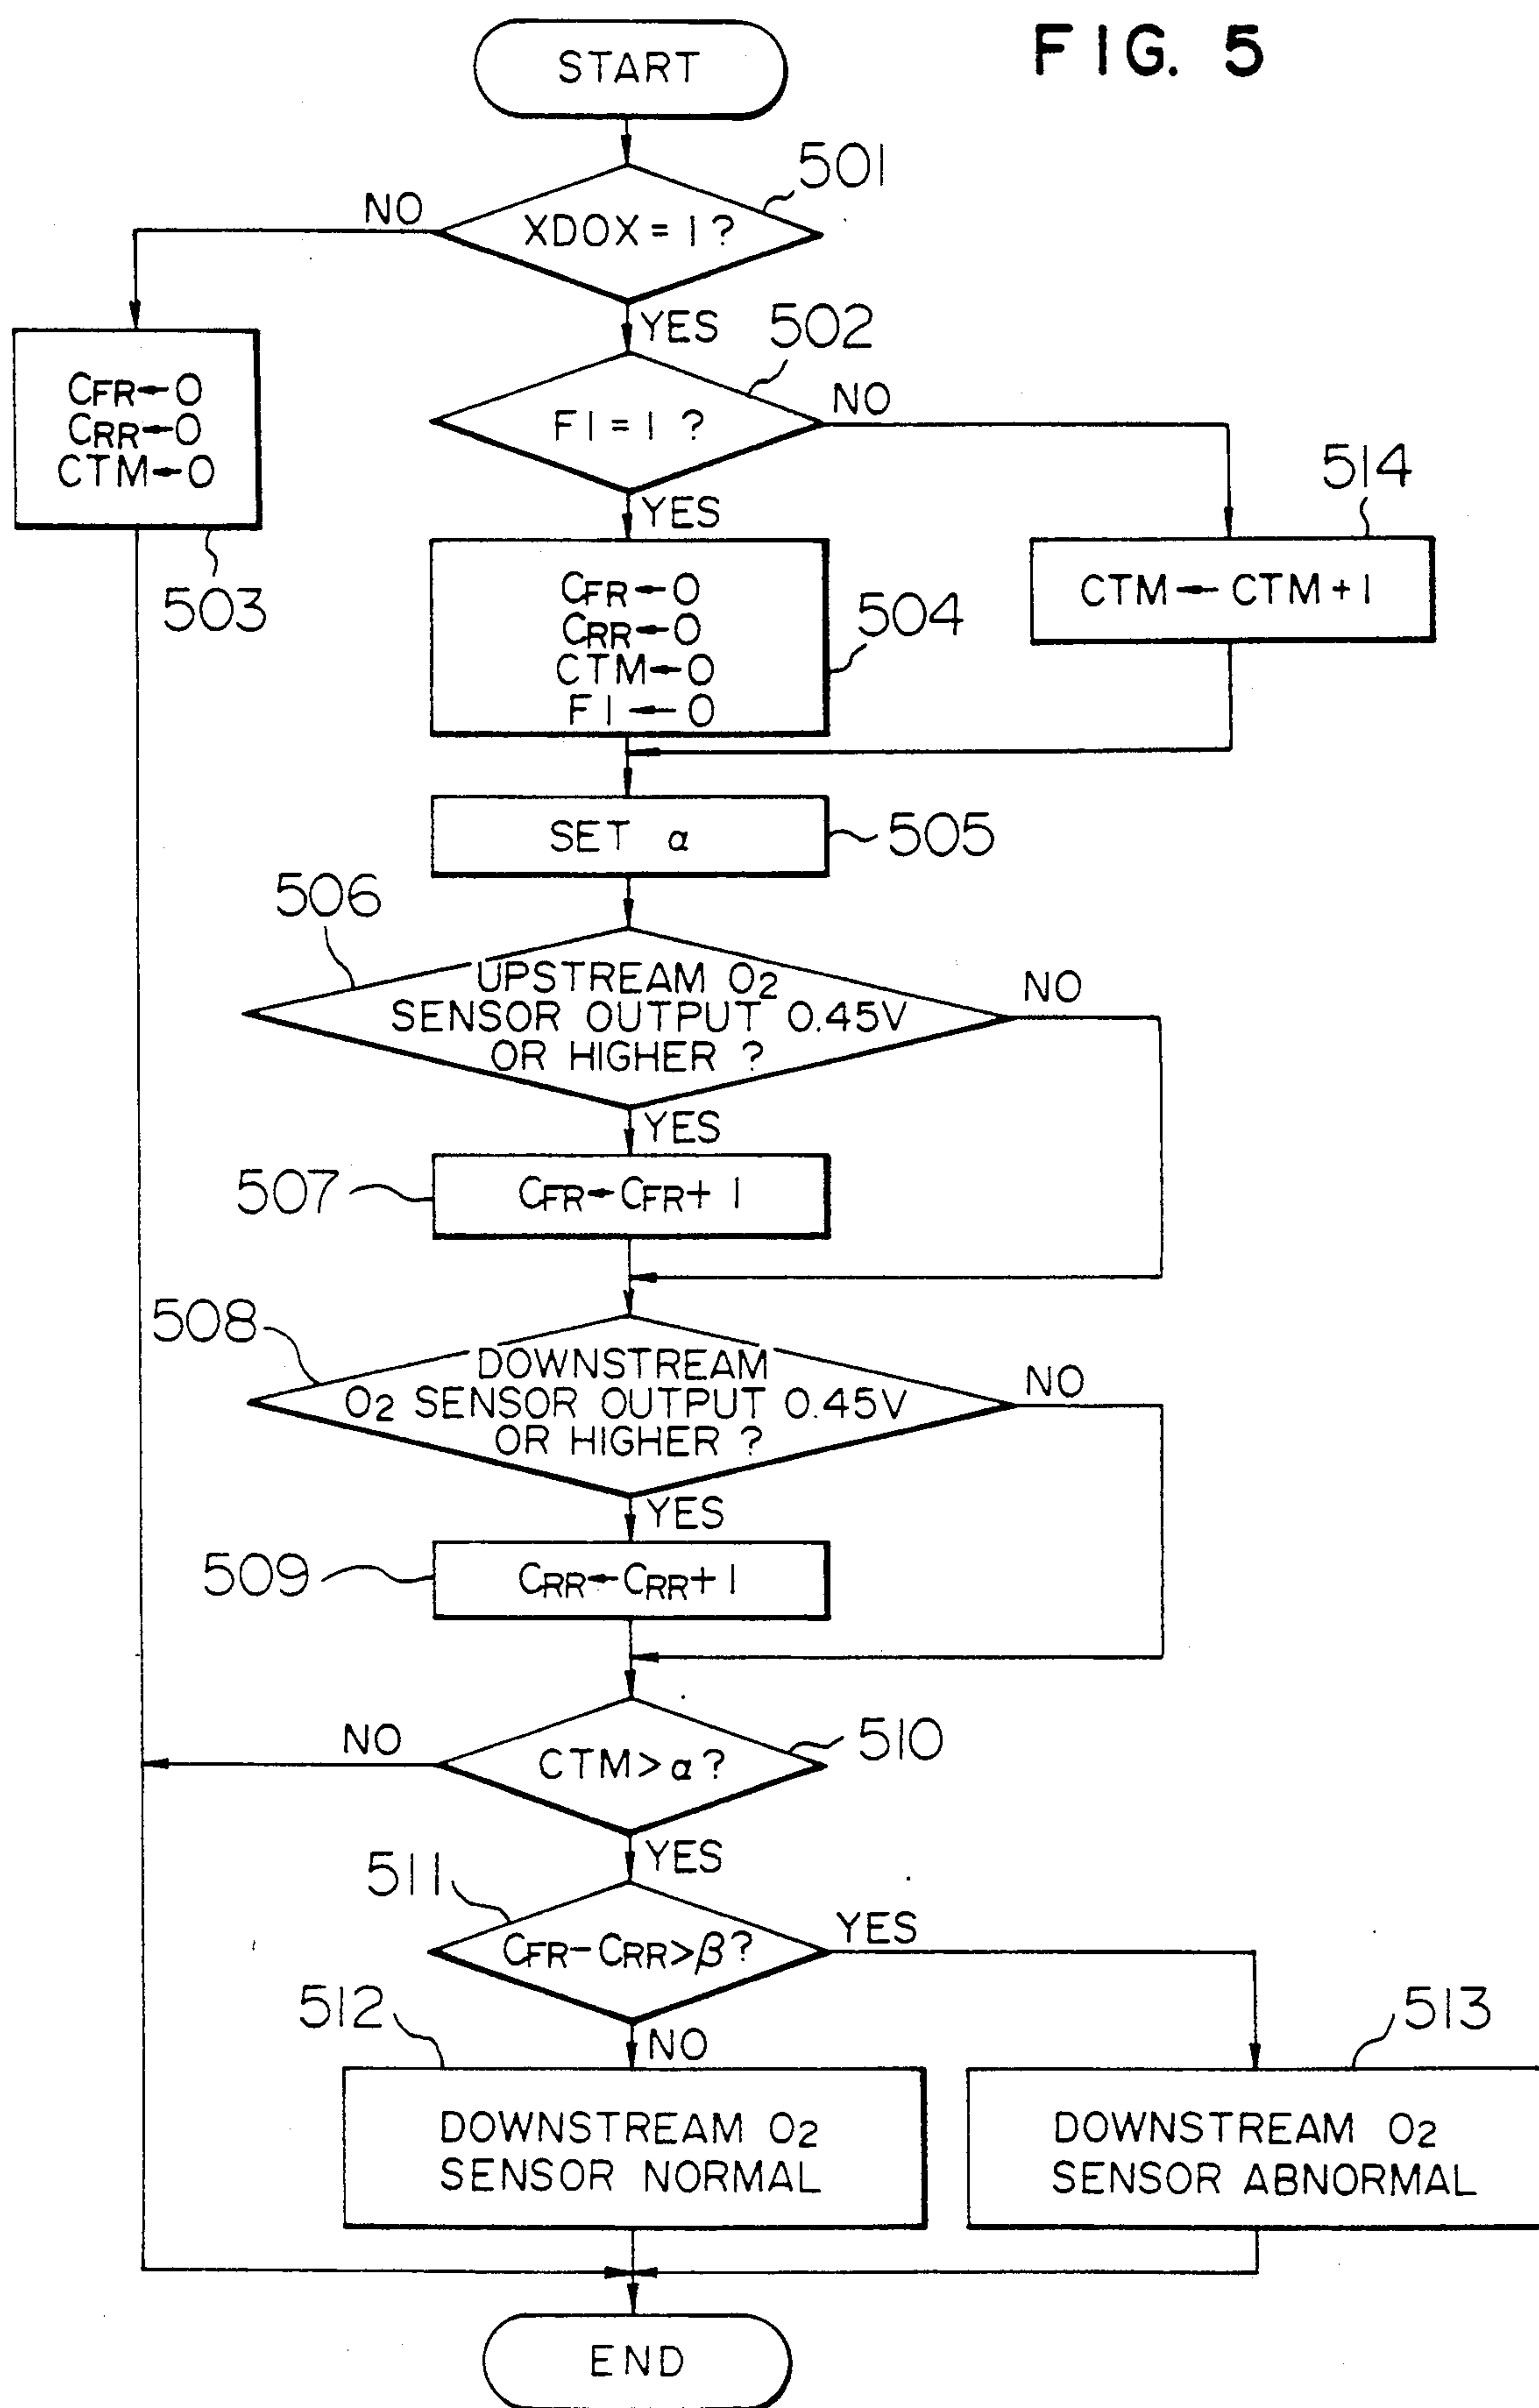 FIG. 5
START
501
NO
XDOX = 1 ?
YES
502
CFR←0
CRR←0
CTM←0
503
F1 = 1 ?
NO
YES
514
CTM ← CTM + 1
CFR←0
CRR←0
CTM←0
F1 ← 0
504
SET α
505
506
UPSTREAM O2
SENSOR OUTPUT 0.45V
OR HIGHER ?
NO
YES
507
CFR←CFR+ 1
508
DOWNSTREAM
O2 SENSOR OUTPUT 0.45V
OR HIGHER ?
NO
YES
509
CRR←CRR+1
NO
CTM > α ?
510
YES
511
CFR−CRR>β?
YES
512
NO
513
DOWNSTREAM O2
SENSOR NORMAL
DOWNSTREAM O2
SENSOR ABNORMAL
END